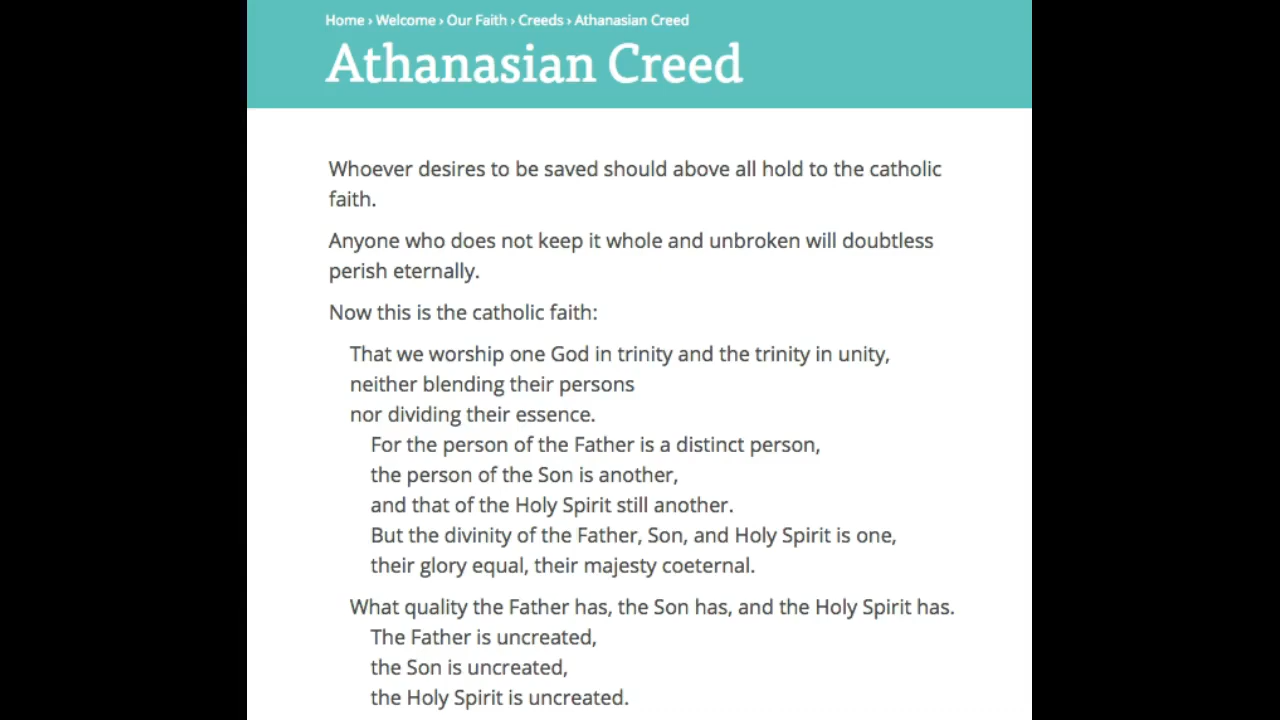 Home › Welcome › Our Faith › Creeds › Athanasian Creed
Athanasian Creed
Whoever desires to be saved should above all hold to the catholic
faith.
Anyone who does not keep it whole and unbroken will doubtless
perish eternally.
Now this is the catholic faith:
That we worship one God in trinity and the trinity in unity,
neither blending their persons
nor dividing their essence.
For the person of the Father is a distinct person,
the person of the Son is another,
and that of the Holy Spirit still another.
But the divinity of the Father, Son, and Holy Spirit is one,
their glory equal, their majesty coeternal.
What quality the Father has, the Son has, and the Holy Spirit has.
The Father is uncreated,
the Son is uncreated,
the Holy Spirit is uncreated.